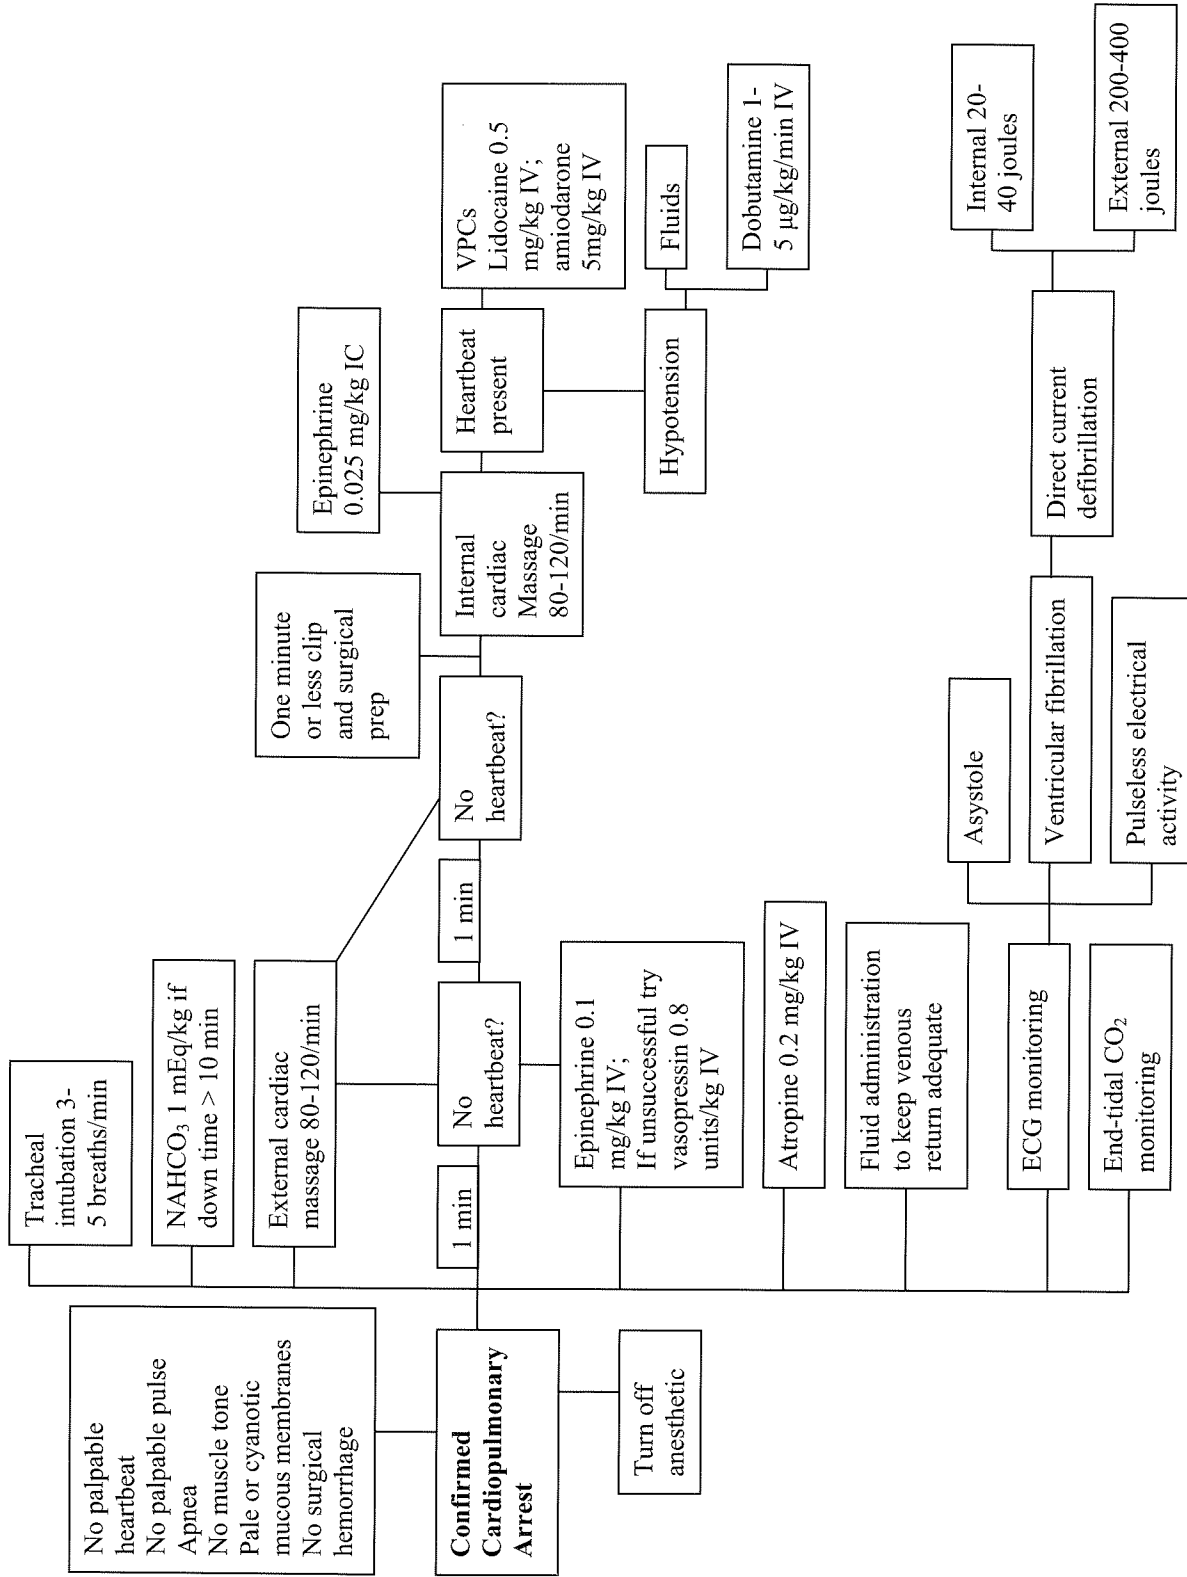 No palpable
heartbeat
No palpable pulse
Apnea
No muscle tone
Pale or cyanotic
mucous membranes
No surgical
hemorrhage
Confirmed
Cardiopulmonary
Arrest
Turn off
anesthetic
Tracheal
intubation 3-
5 breaths/min
NAHCO₃ 1 mEq/kg if
down time > 10 min
External cardiac
massage 80-120/min
1 min
No
heartbeat?
1 min
No
heartbeat?
One minute
or less clip
and surgical
prep
Internal
cardiac
Massage
80-120/min
Epinephrine
0.025 mg/kg IC
Heartbeat
present
VPCs
Lidocaine 0.5
mg/kg IV;
amiodarone
5mg/kg IV
Hypotension
Fluids
Dobutamine 1-
5 µg/kg/min IV
Epinephrine 0.1
mg/kg IV;
If unsuccessful try
vasopressin 0.8
units/kg IV
Atropine 0.2 mg/kg IV
Fluid administration
to keep venous
return adequate
ECG monitoring
End-tidal CO₂
monitoring
Asystole
Ventricular fibrillation
Pulseless electrical
activity
Direct current
defibrillation
Internal 20-
40 joules
External 200-400
joules